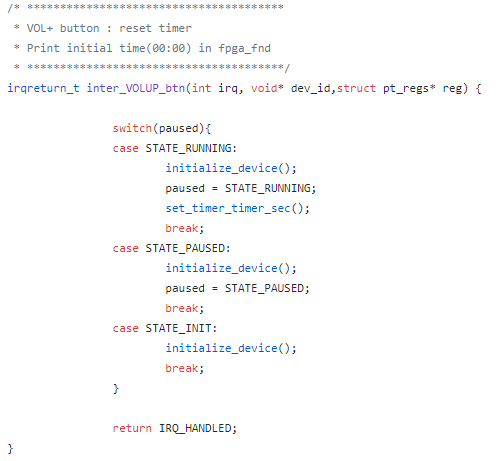 /* ***************************************
 * VOL+ button : reset timer
 * Print initial time(00:00) in fpga_fnd
 * ***************************************/
irqreturn_t inter_VOLUP_btn(int irq, void* dev_id,struct pt_regs* reg) {

                switch(paused){
                case STATE_RUNNING:
                        initialize_device();
                        paused = STATE_RUNNING;
                        set_timer_timer_sec();
                        break;
                case STATE_PAUSED:
                        initialize_device();
                        paused = STATE_PAUSED;
                        break;
                case STATE_INIT:
                        initialize_device();
                        break;
                }

                return IRQ_HANDLED;
}